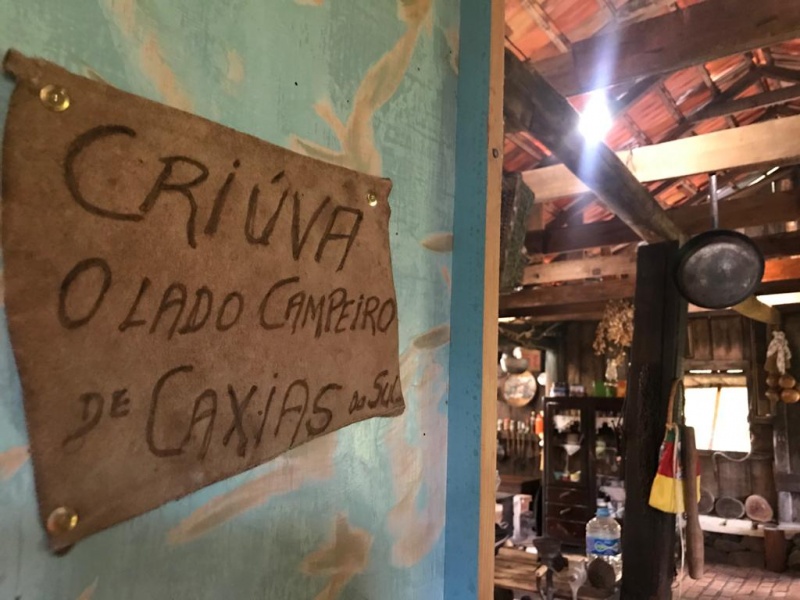 CRIÚVA
O LADO CAMPEIRO
DE CAXIAS do SUL